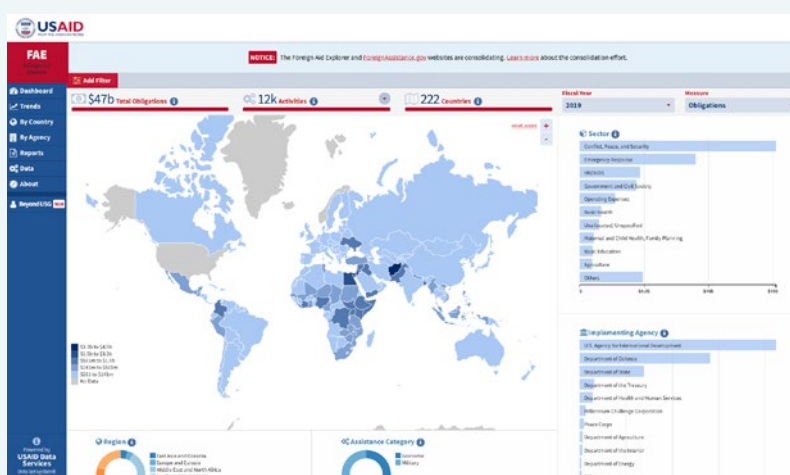 USAID
FAE
NOTICE: The Foreign Aid Explorer and ForeignAssistance.gov websites are consolidating. Learn more about the consolidation effort.
Add Filter
Dashboard
Trends
By Country
By Agency
Reports
Data
About
Beyond USG NEW
$47b Total Obligations
12k Activities
222 Countries
Fiscal Year
2019
Measure
Obligations
Sector
Conflict, Peace, and Security
Emergency Response
HIV/AIDS
Government and Civil Society
Operating Expenses
Basic Health
Maternal and Child Health, Family Planning
Basic Education
Agriculture
Others
No Data
Implementing Agency
U.S. Agency for International Development
Department of Defense
Department of State
Department of the Treasury
Department of Health and Human Services
Millennium Challenge Corporation
Peace Corps
Department of Agriculture
Department of the Interior
Department of Energy
Region
East Asia and Oceania
Europe and Eurasia
Middle East and North Africa
Assistance Category
Economic
Military
Powered by
USAID Data
Services